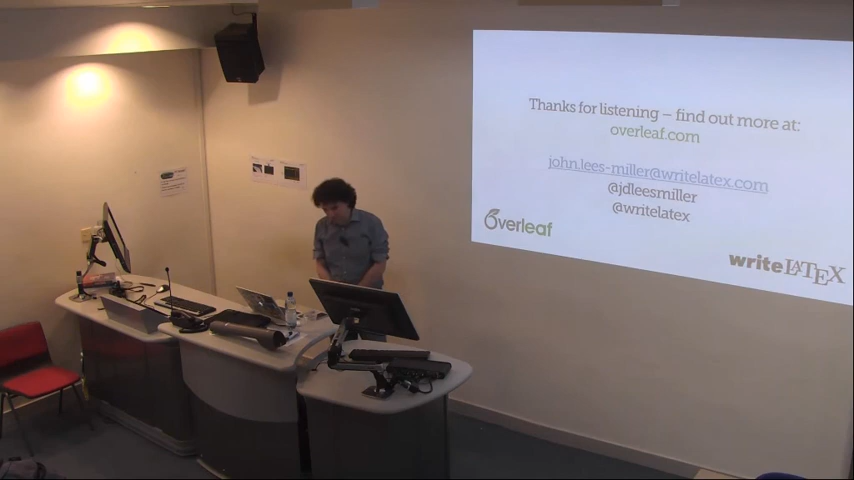 Thanks for listening – find out more at:
overleaf.com
john.lees-miller@writelatex.com
@jdleesmiller
@writelatex
Overleaf
writeLATEX